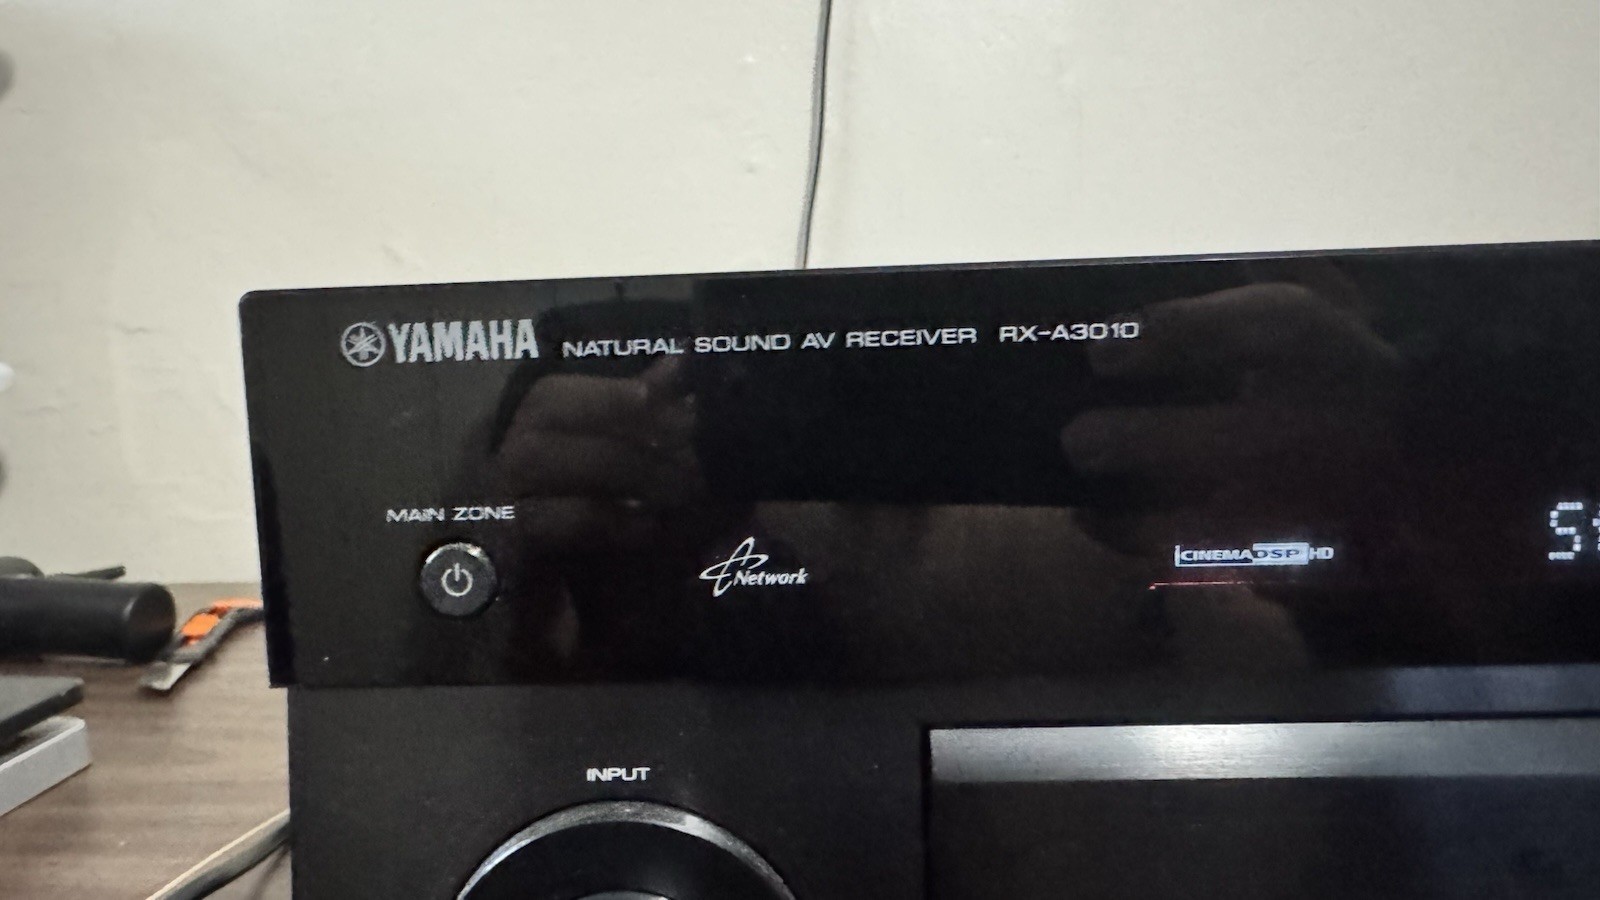 YAMAHA NATURAL SOUND AV RECEIVER RX-A3010
MAIN ZONE
Network
CINEMA DSP HD
INPUT